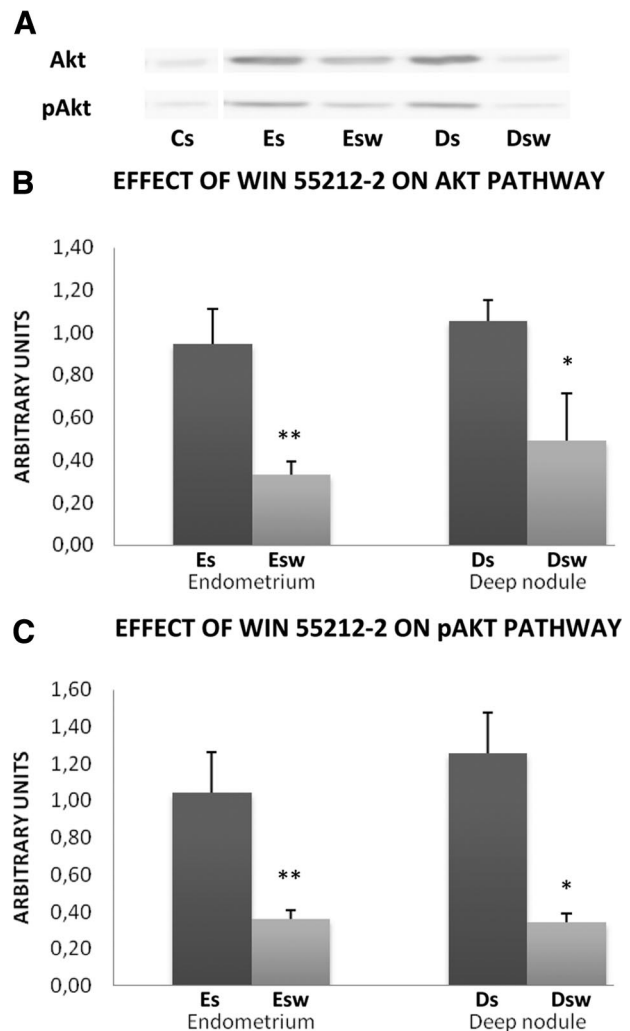 A
Akt
pAkt
Cs Es Esw Ds Dsw
B EFFECT OF WIN 55212-2 ON AKT PATHWAY
ARBITRARY UNITS
1,40
1,20
1,00
0,80
0,60
0,40
0,20
0,00
**
*
Es Esw Ds Dsw
Endometrium Deep nodule
C EFFECT OF WIN 55212-2 ON pAKT PATHWAY
ARBITRARY UNITS
1,60
1,40
1,20
1,00
0,80
0,60
0,40
0,20
0,00
**
*
Es Esw Ds Dsw
Endometrium Deep nodule